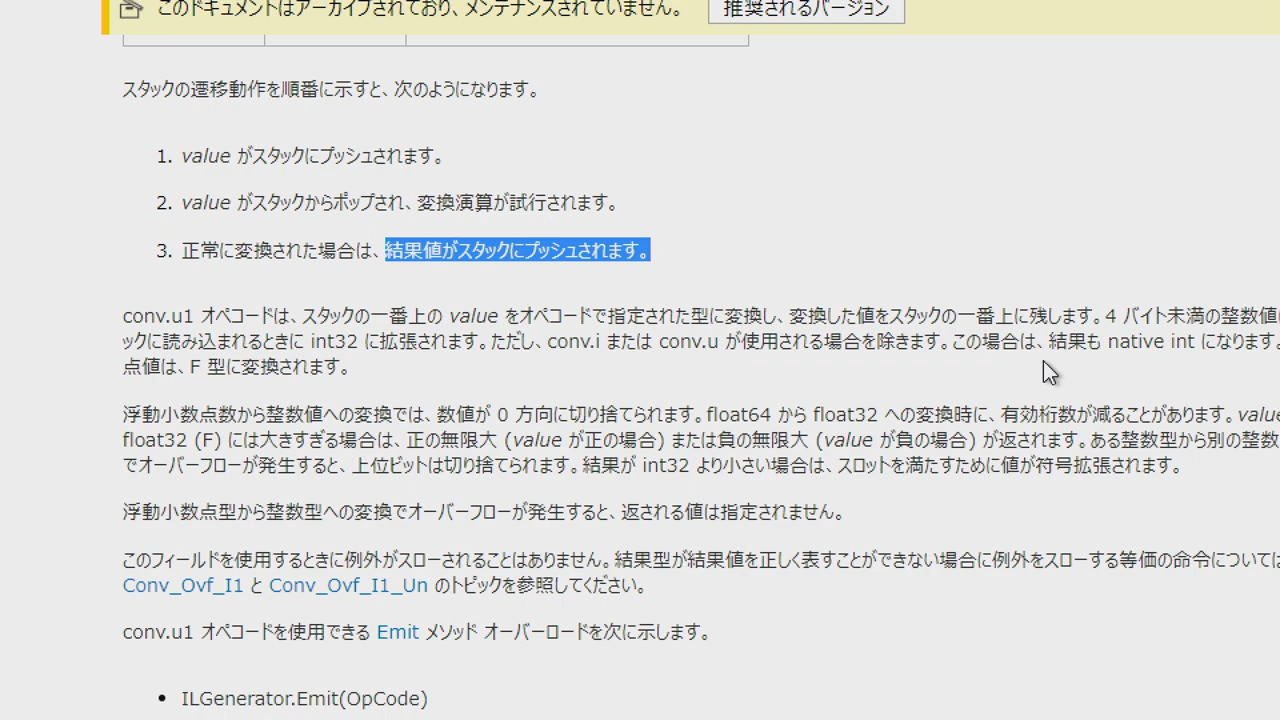 このドキュメントはアーカイブされており、メンテナンスされていません。 推奨されるバージョン
スタックの遷移動作を順番に示すと、次のようになります。
1. value がスタックにプッシュされます。
2. value がスタックからポップされ、変換演算が試行されます。
3. 正常に変換された場合は、結果値がスタックにプッシュされます。
conv.u1 オペコードは、スタックの一番上の value をオペコードで指定された型に変換し、変換した値をスタックの一番上に残します。4 バイト未満の整数値
ックに読み込まれるときに int32 に拡張されます。ただし、conv.i または conv.u が使用される場合を除きます。この場合は、結果も native int になります。
点値は、F 型に変換されます。
浮動小数点数から整数値への変換では、数値が 0 方向に切り捨てられます。float64 から float32 への変換時に、有効桁数が減ることがあります。value
float32 (F) には大きすぎる場合は、正の無限大 (value が正の場合) または負の無限大 (value が負の場合) が返されます。ある整数型から別の整数
でオーバーフローが発生すると、上位ビットは切り捨てられます。結果が int32 より小さい場合は、スロットを満たすために値が符号拡張されます。
浮動小数点型から整数型への変換でオーバーフローが発生すると、返される値は指定されません。
このフィールドを使用するときに例外がスローされることはありません。結果型が結果値を正しく表すことができない場合に例外をスローする等価の命令については
Conv_Ovf_I1 と Conv_Ovf_I1_Un のトピックを参照してください。
conv.u1 オペコードを使用できる Emit メソッド オーバーロードを次に示します。
• ILGenerator.Emit(OpCode)